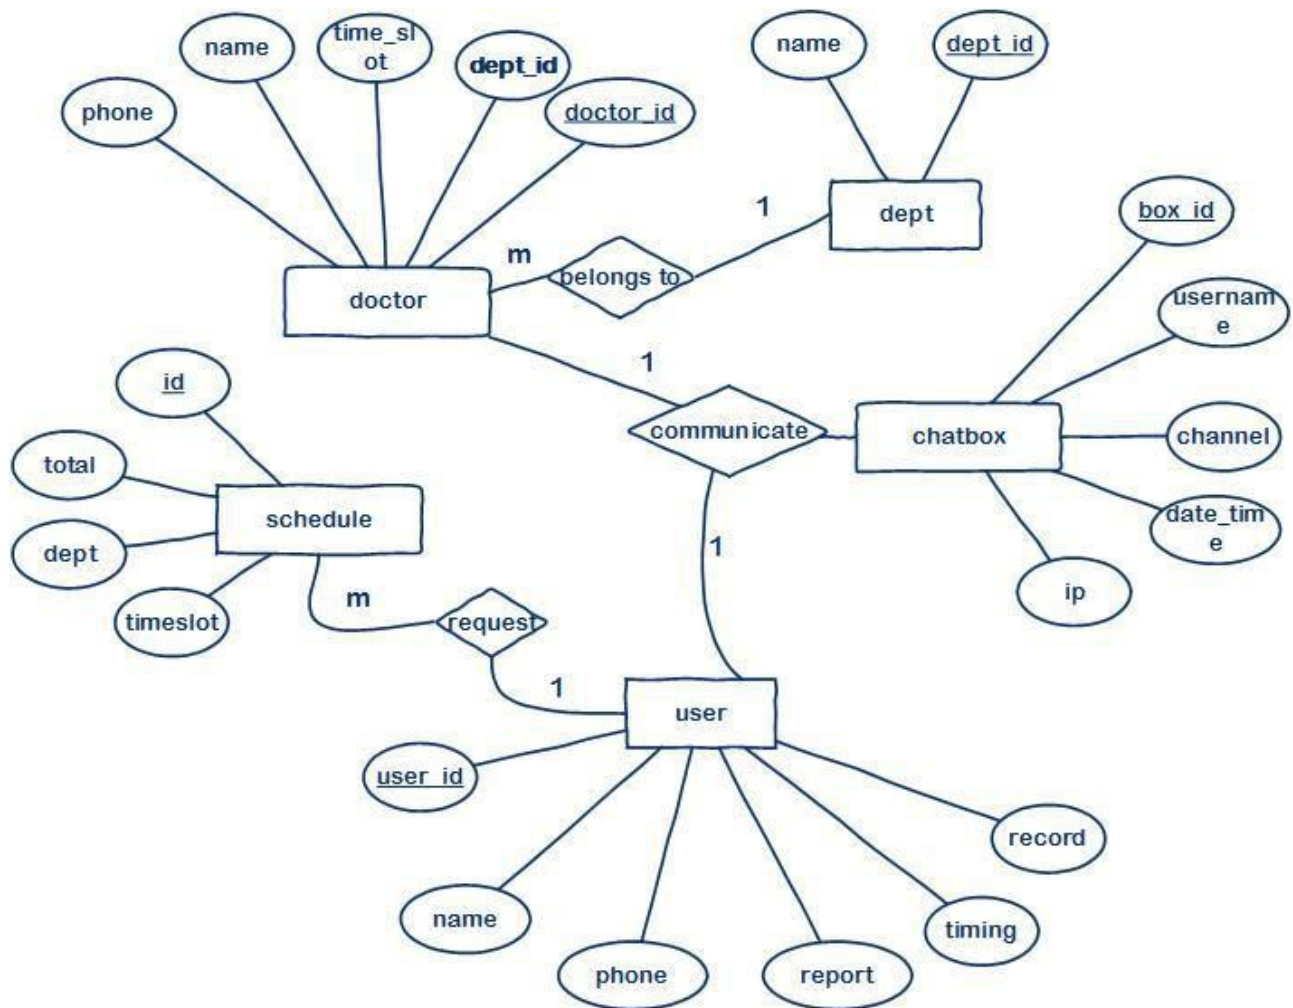 name
time_sl
ot
dept_id
doctor_id
phone
name
dept_id
dept
1
m
belongs to
doctor
box_id
usernam
e
1
communicate
chatbox
channel
date_tim
e
ip
id
total
schedule
dept
timeslot
m
request
1
1
user
user_id
name
phone
report
timing
record